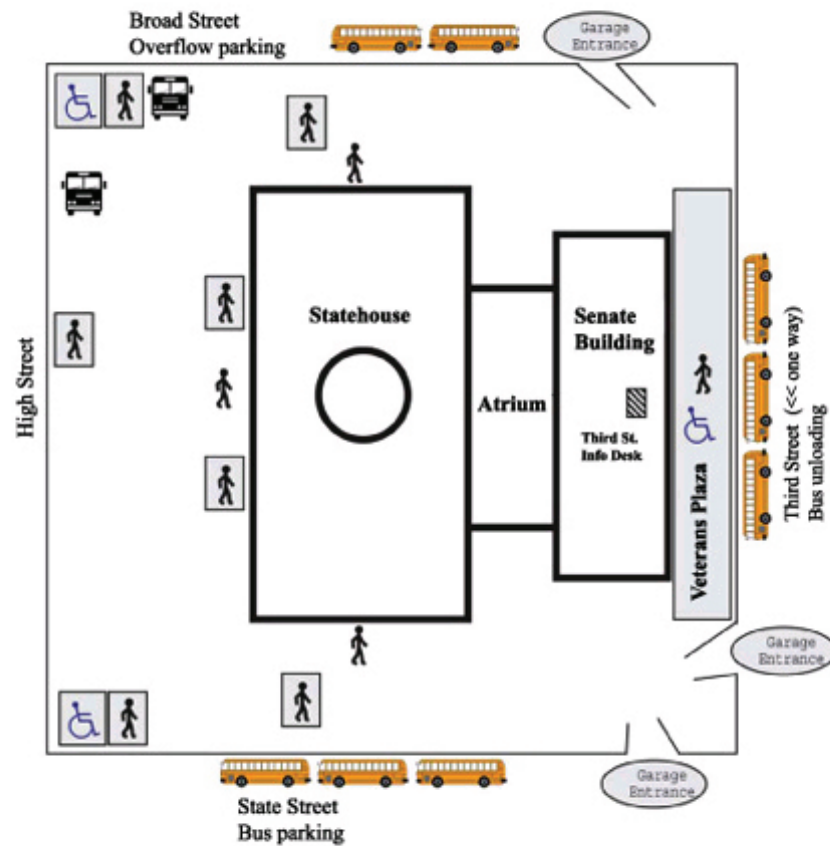 Broad Street
Overflow parking
Garage
Entrance
High Street
Statehouse
Atrium
Senate
Building
Third St.
Info Desk
Veterans Plaza
Third Street (<< one way)
Bus unloading
Garage
Entrance
Garage
Entrance
State Street
Bus parking